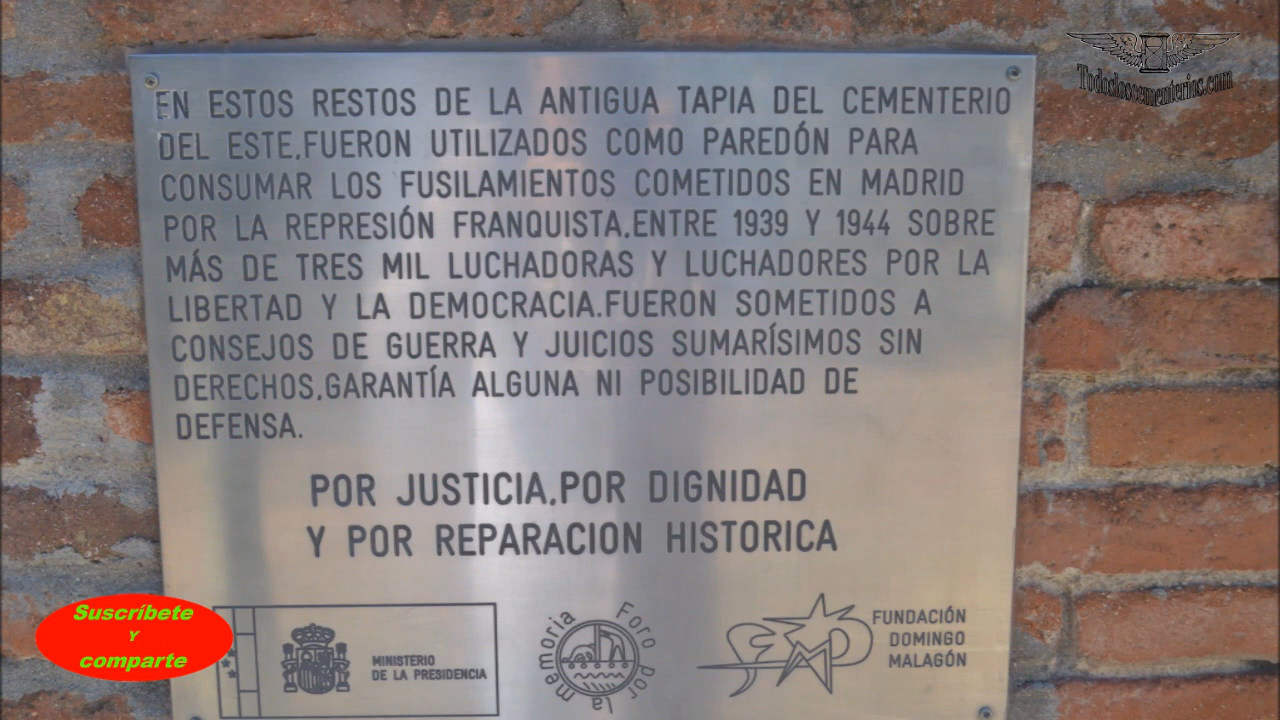 Todosloscementerios.com
EN ESTOS RESTOS DE LA ANTIGUA TAPIA DEL CEMENTERIO
DEL ESTE,FUERON UTILIZADOS COMO PAREDÓN PARA
CONSUMAR LOS FUSILAMIENTOS COMETIDOS EN MADRID
POR LA REPRESIÓN FRANQUISTA,ENTRE 1939 Y 1944 SOBRE
MÁS DE TRES MIL LUCHADORAS Y LUCHADORES POR LA
LIBERTAD Y LA DEMOCRACIA.FUERON SOMETIDOS A
CONSEJOS DE GUERRA Y JUICIOS SUMARÍSIMOS SIN
DERECHOS,GARANTÍA ALGUNA NI POSIBILIDAD DE
DEFENSA.
POR JUSTICIA,POR DIGNIDAD
Y POR REPARACION HISTORICA
Suscríbete
Y
comparte
MINISTERIO
DE LA PRESIDENCIA
Foro por la memoria
FUNDACIÓN
DOMINGO
MALAGÓN